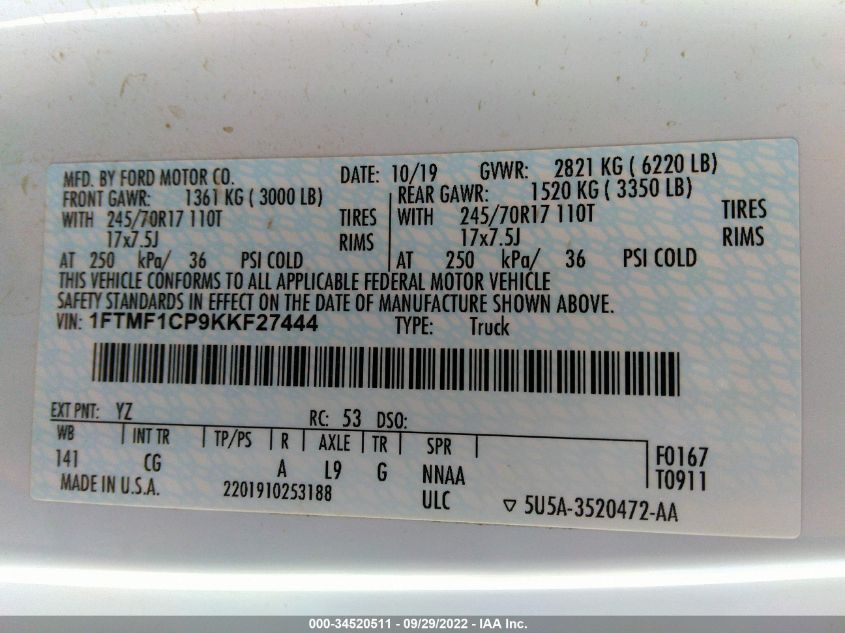 MFD. BY FORD MOTOR CO. DATE: 10/19 GVWR: 2821 KG ( 6220 LB)
FRONT GAWR: 1361 KG ( 3000 LB) REAR GAWR: 1520 KG ( 3350 LB)
WITH 245/70R17 110T TIRES WITH 245/70R17 110T TIRES
17x7.5J RIMS 17x7.5J RIMS
AT 250 kPa/ 36 PSI COLD AT 250 kPa/ 36 PSI COLD
THIS VEHICLE CONFORMS TO ALL APPLICABLE FEDERAL MOTOR VEHICLE
SAFETY STANDARDS IN EFFECT ON THE DATE OF MANUFACTURE SHOWN ABOVE.
VIN: 1FTMF1CP9KKF27444 TYPE: Truck
EXT PNT: YZ RC: 53 DSO:
WB INT TR TP/PS R AXLE TR SPR
141 CG A L9 G NNAA F0167
T0911
MADE IN U.S.A. 2201910253188 ULC ▽ 5U5A-3520472-AA
000-34520511 - 09/29/2022 - IAA Inc.